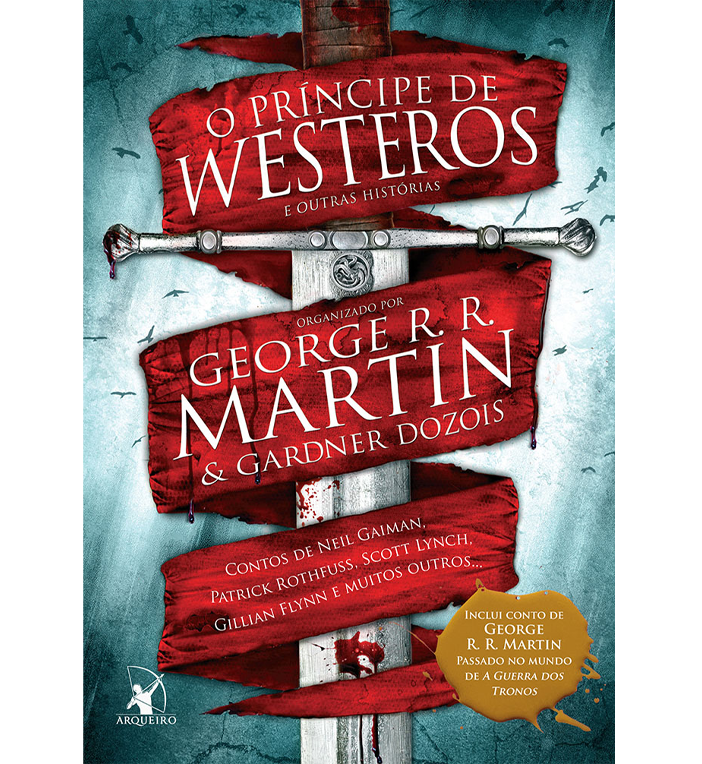 O PRÍNCIPE DE
WESTEROS
E OUTRAS HISTÓRIAS
ORGANIZADO POR
GEORGE R. R.
MARTIN
& GARDNER DOZOIS
CONTOS DE NEIL GAIMAN,
PATRICK ROTHFUSS, SCOTT LYNCH,
GILLIAN FLYNN E MUITOS OUTROS...
INCLUI CONTO DE
GEORGE
R. R. MARTIN
PASSADO NO MUNDO
DE A GUERRA DOS
TRONOS
ARQUEIRO